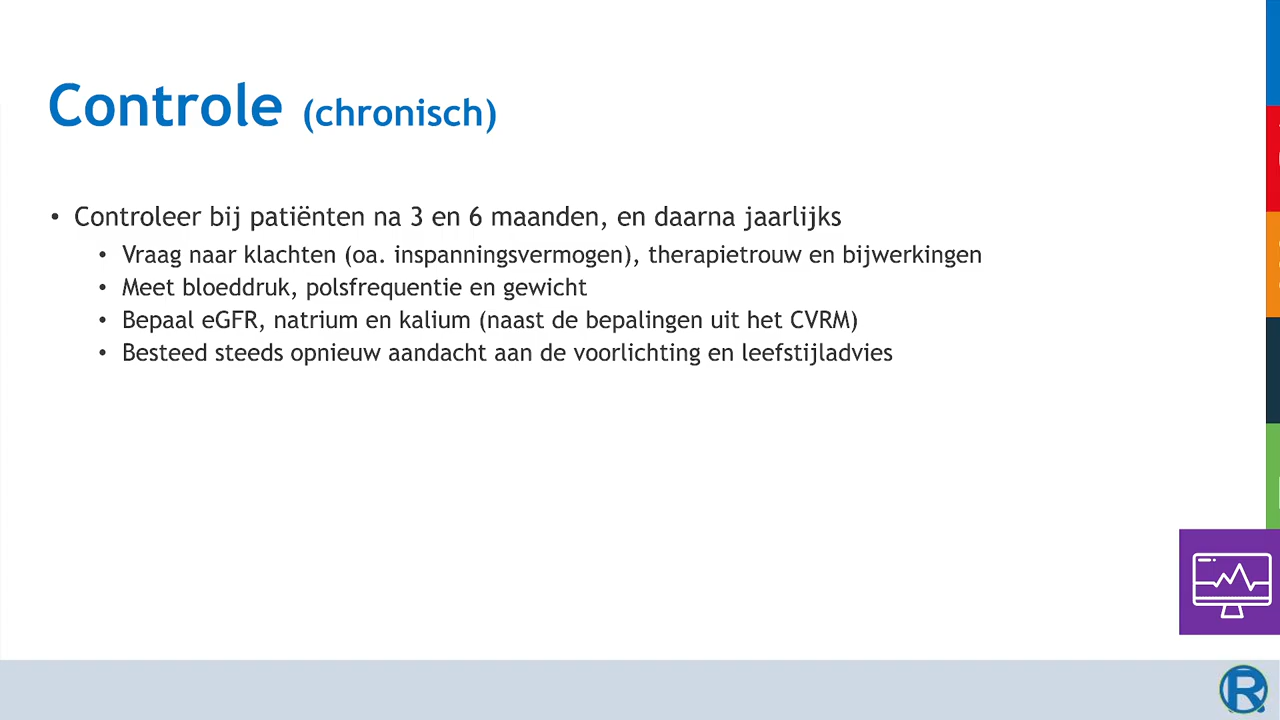 Controle (chronisch)
• Controleer bij patiënten na 3 en 6 maanden, en daarna jaarlijks
• Vraag naar klachten (oa. inspanningsvermogen), therapietrouw en bijwerkingen
• Meet bloeddruk, polsfrequentie en gewicht
• Bepaal eGFR, natrium en kalium (naast de bepalingen uit het CVRM)
• Besteed steeds opnieuw aandacht aan de voorlichting en leefstijladvies
R